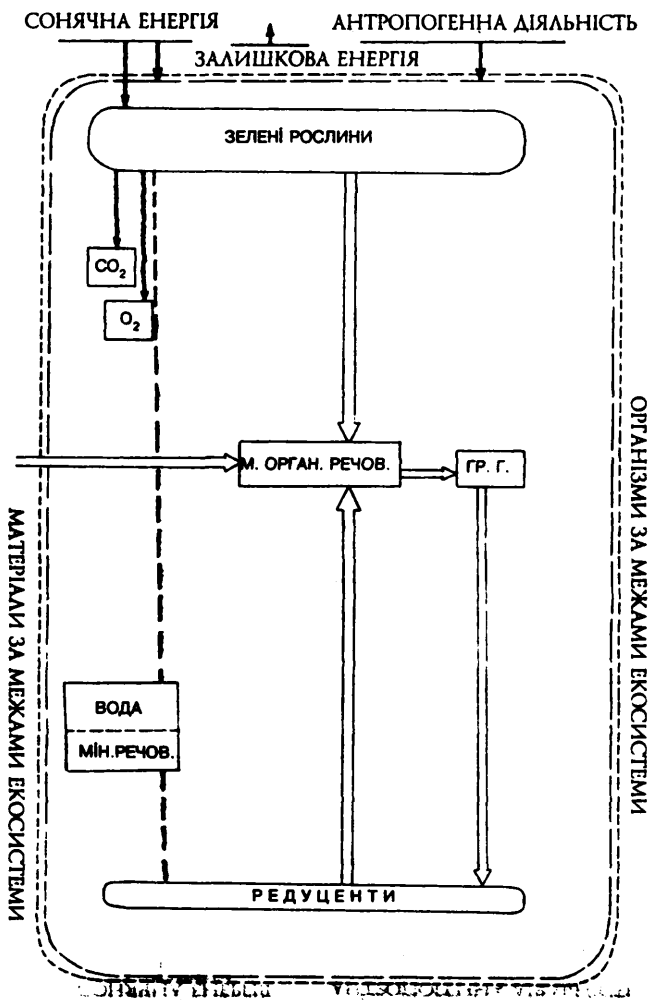 СОНЯЧНА ЕНЕРГІЯ
АНТРОПОГЕННА ДІЯЛЬНІСТЬ
ЗАЛИШКОВА ЕНЕРГІЯ
ЗЕЛЕНІ РОСЛИНИ
CO₂
O₂
М. ОРГАН. РЕЧОВ.
ГР. Г.
ОРГАНІЗМИ ЗА МЕЖАМИ ЕКОСИСТЕМИ
МАТЕРІАЛИ ЗА МЕЖАМИ ЕКОСИСТЕМИ
ВОДА
МІН.РЕЧОВ.
РЕДУЦЕНТИ